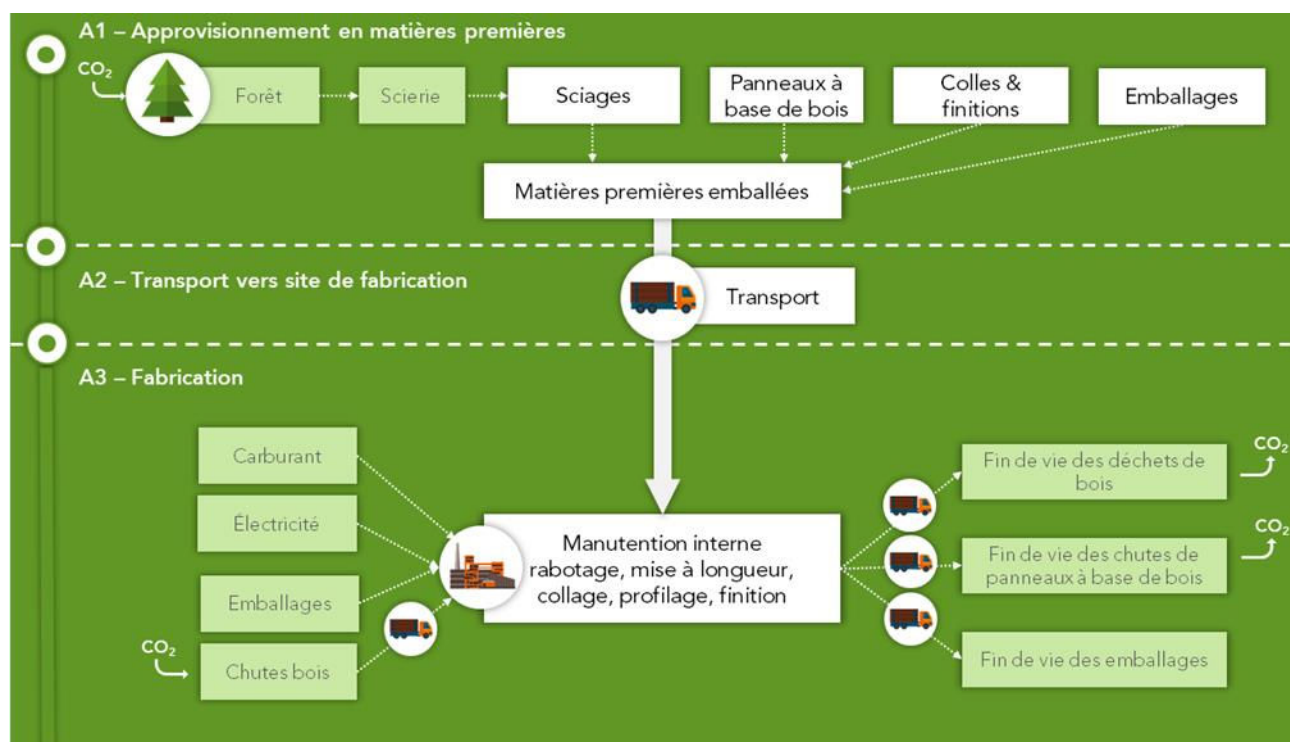 A1 – Approvisionnement en matières premières
CO₂
Forêt
Scierie
Sciages
Panneaux à
base de bois
Colles &
finitions
Emballages
Matières premières emballées
A2 – Transport vers site de fabrication
Transport
A3 – Fabrication
Carburant
Électricité
Emballages
CO₂
Chutes bois
Manutention interne
rabotage, mise à longueur,
collage, profilage, finition
Fin de vie des déchets de
bois
CO₂
Fin de vie des chutes de
panneaux à base de bois
CO₂
Fin de vie des emballages